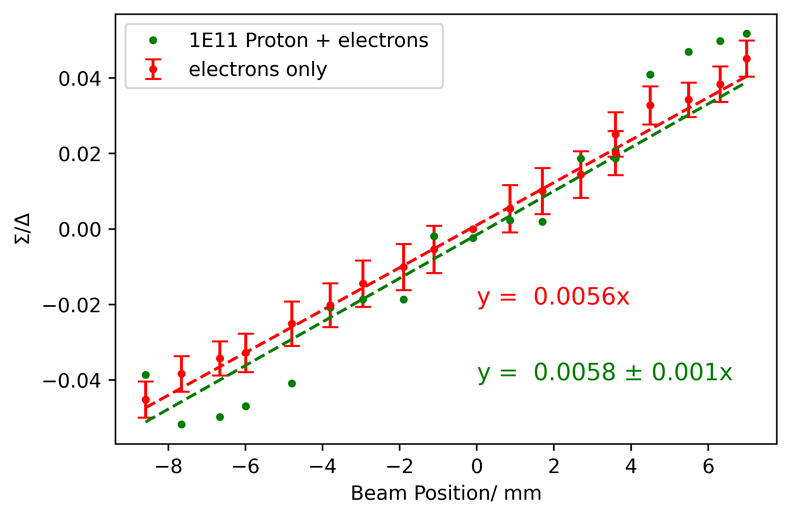 1E11 Proton + electrons
electrons only
0.04
0.02
0.00
−0.02
−0.04
Σ/Δ
y =  0.0056x
y =  0.0058 ± 0.001x
−8 −6 −4 −2 0 2 4 6
Beam Position/ mm